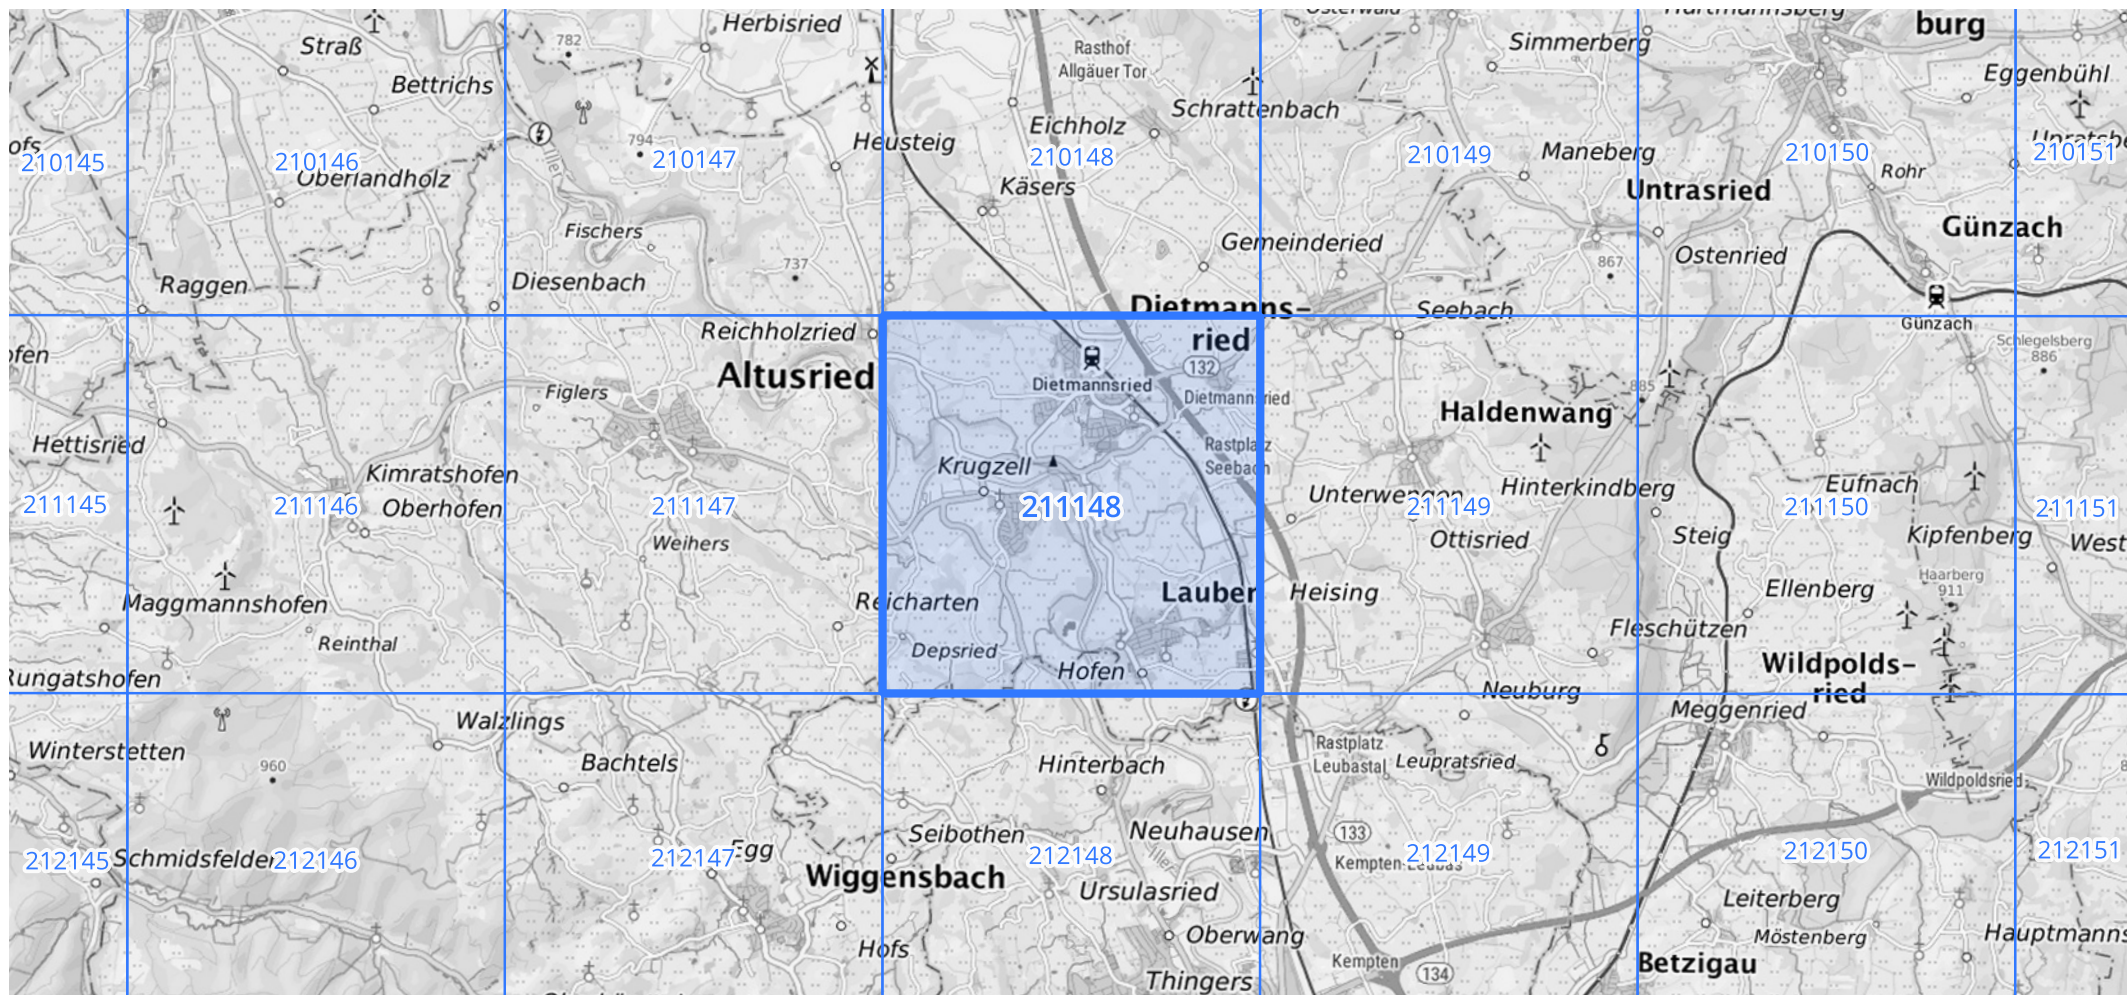 Herbisried
Hartmannsberg
burg
Straß
782
Rasthof
Allgäuer Tor
Simmerberg
Bettrichs
Eggenbühl
Schrattenbach
Eichholz
794
Heusteig
Maneberg
210145
210146
210147
210148
210149
210150
210151
Oberlandholz
Käsers
Untrasried
Rohr
Fischers
Gemeinderied
Günzach
867
Ostenried
737
Raggen
Diesenbach
Dietmanns-
ried
Seebach
Günzach
Reichholzried
Schlegelsberg
886
Altusried
Dietmannsried
132
Dietmannsried
885
Figlers
Haldenwang
Hettisried
Rastplatz
Seebach
Kimratshofen
Krugzell
Oberhofen
Hinterkindberg
Eufnach
211145
211146
211147
211148
211149
211150
211151
Weihers
Ottisried
Steig
Kipfenberg
West
Haarberg
911
Maggmannshofen
Reicharten
Lauben
Heising
Ellenberg
Reinthal
Depsried
Fleschützen
Rungatshofen
Hofen
Neuburg
Wildpolds-
ried
Meggenried
Walzlings
Winterstetten
960
Bachtels
Hinterbach
Rastplatz
Leubastal
Leupratsried
Wildpoldsried
Seibothen
Neuhausen
133
Kempten-Leubas
212145
Schmidsfelden
212146
212147
Egg
212148
212149
212150
212151
Wiggensbach
Ursulasried
Leiterberg
Hofs
Oberwang
Möstenberg
Hauptmanns
Kempten
134
Betzigau
Thingers